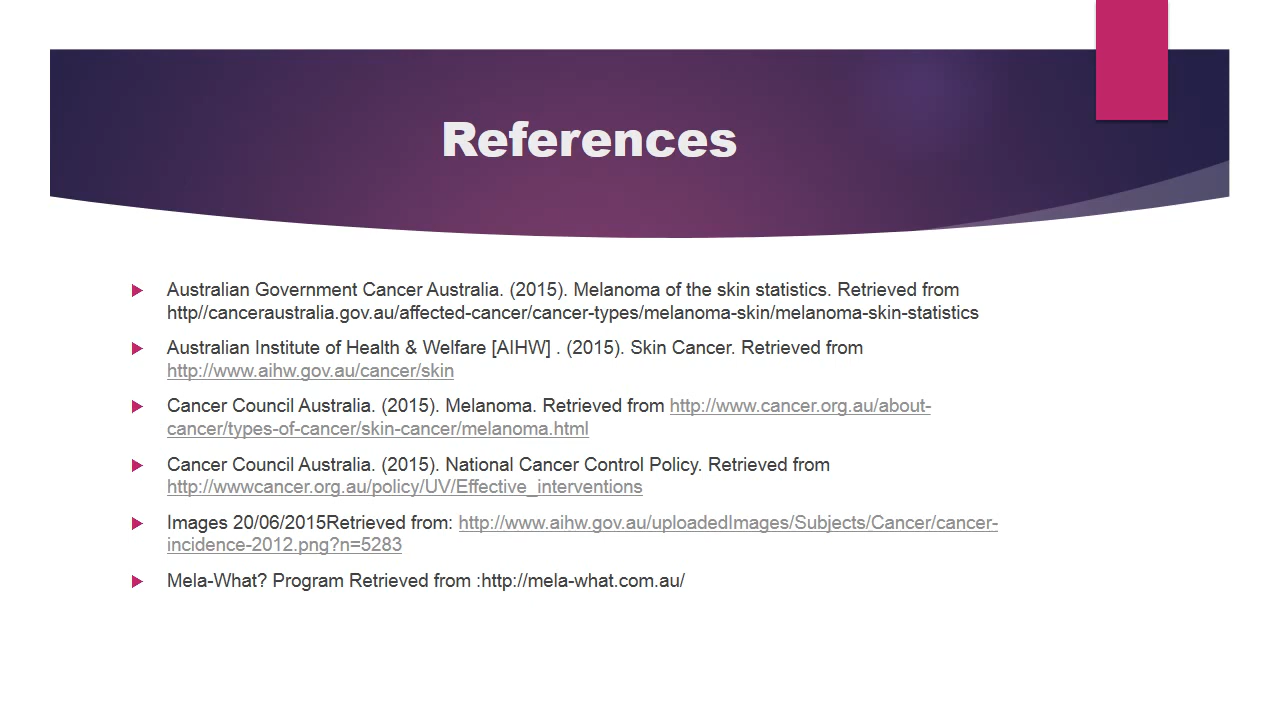 References
Australian Government Cancer Australia. (2015). Melanoma of the skin statistics. Retrieved from
http//canceraustralia.gov.au/affected-cancer/cancer-types/melanoma-skin/melanoma-skin-statistics
Australian Institute of Health & Welfare [AIHW] . (2015). Skin Cancer. Retrieved from
http://www.aihw.gov.au/cancer/skin
Cancer Council Australia. (2015). Melanoma. Retrieved from http://www.cancer.org.au/about-
cancer/types-of-cancer/skin-cancer/melanoma.html
Cancer Council Australia. (2015). National Cancer Control Policy. Retrieved from
http://wwwcancer.org.au/policy/UV/Effective_interventions
Images 20/06/2015Retrieved from: http://www.aihw.gov.au/uploadedImages/Subjects/Cancer/cancer-
incidence-2012.png?n=5283
Mela-What? Program Retrieved from :http://mela-what.com.au/